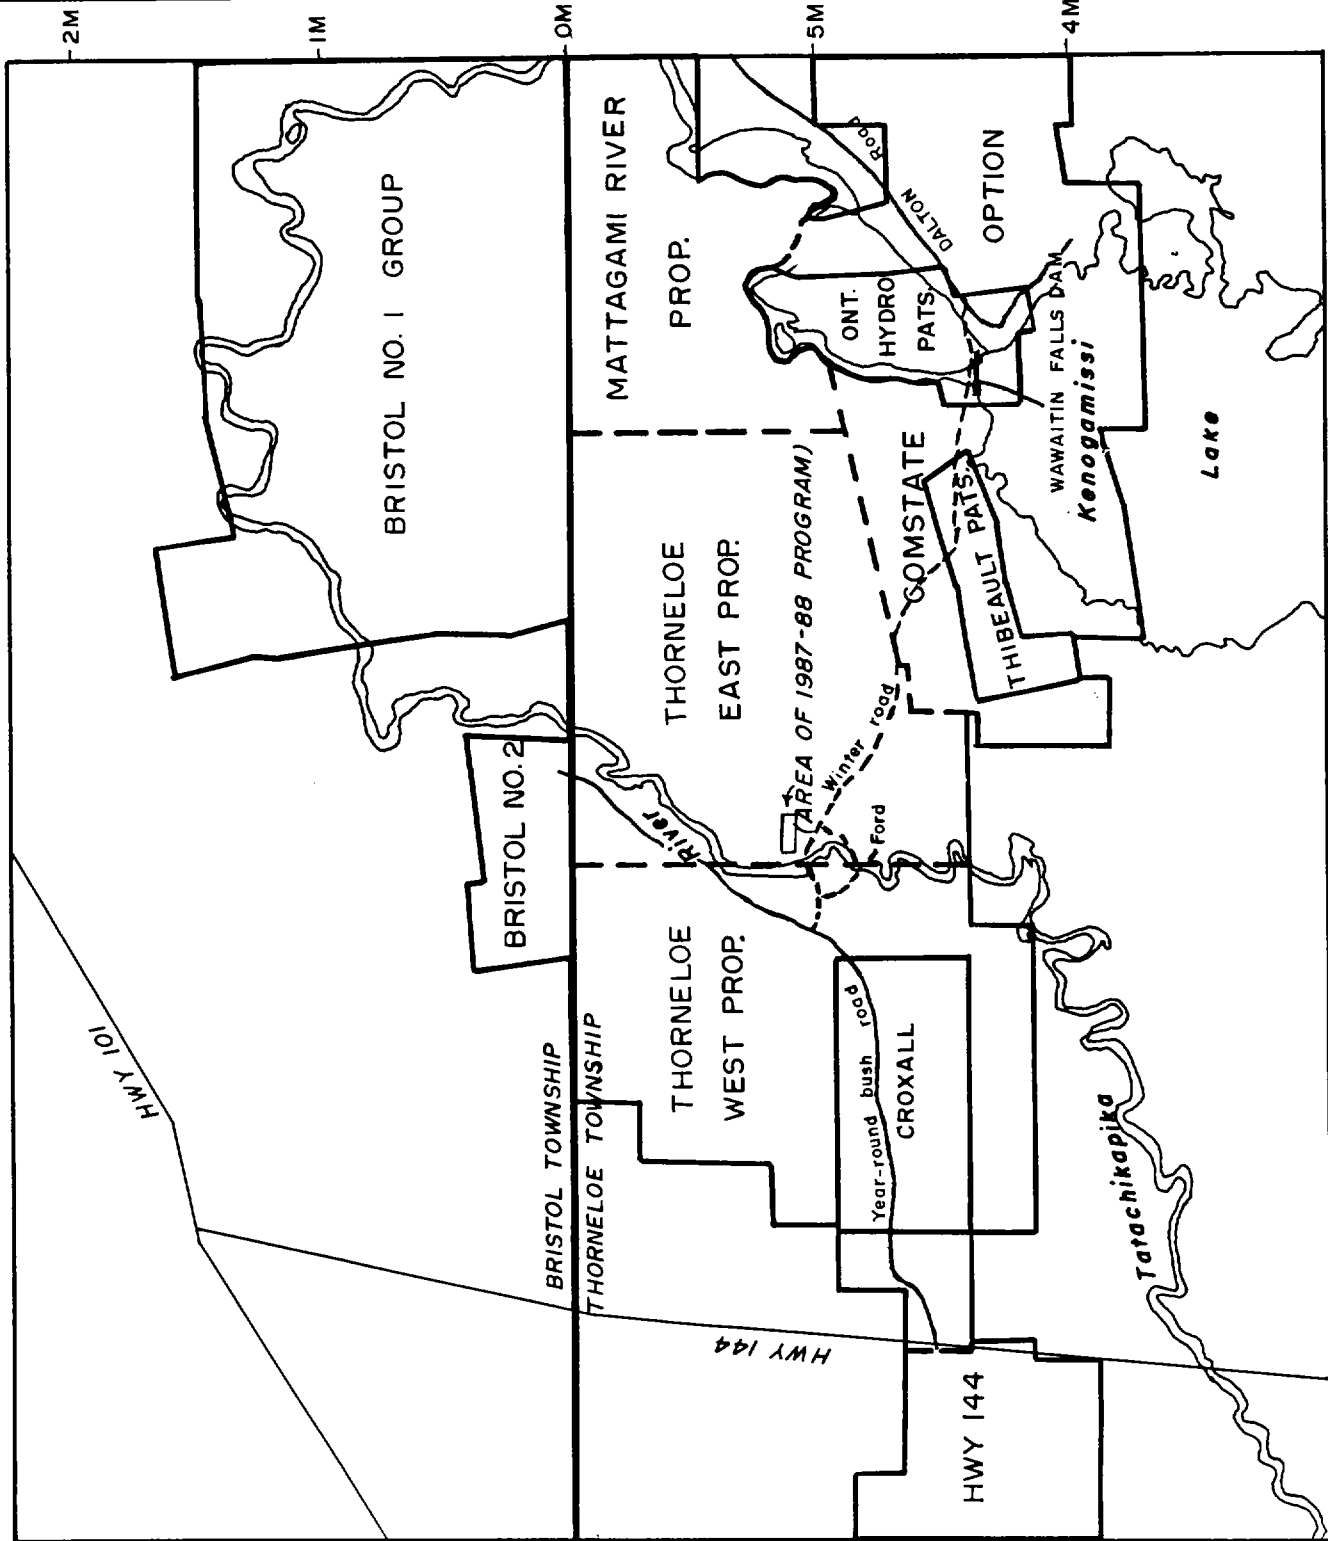 2M
1M
0M
5M
4M
HWY 101
BRISTOL NO. 1 GROUP
BRISTOL NO. 2
BRISTOL TOWNSHIP
THORNELOE TOWNSHIP
MATTAGAMI RIVER
PROP.
THORNELOE
EAST PROP.
THORNELOE
WEST PROP.
(AREA OF 1987-88 PROGRAM)
River
Winter road
Ford
Year-round bush road
CROXALL
HWY 144
HWY 144
ONT.
HYDRO
PATS.
DALTON
Road
OPTION
COMSTATE
THIBEAULT PATS.
WAWAITIN FALLS DAM
Kenogamissi
Lake
Tatachikapika